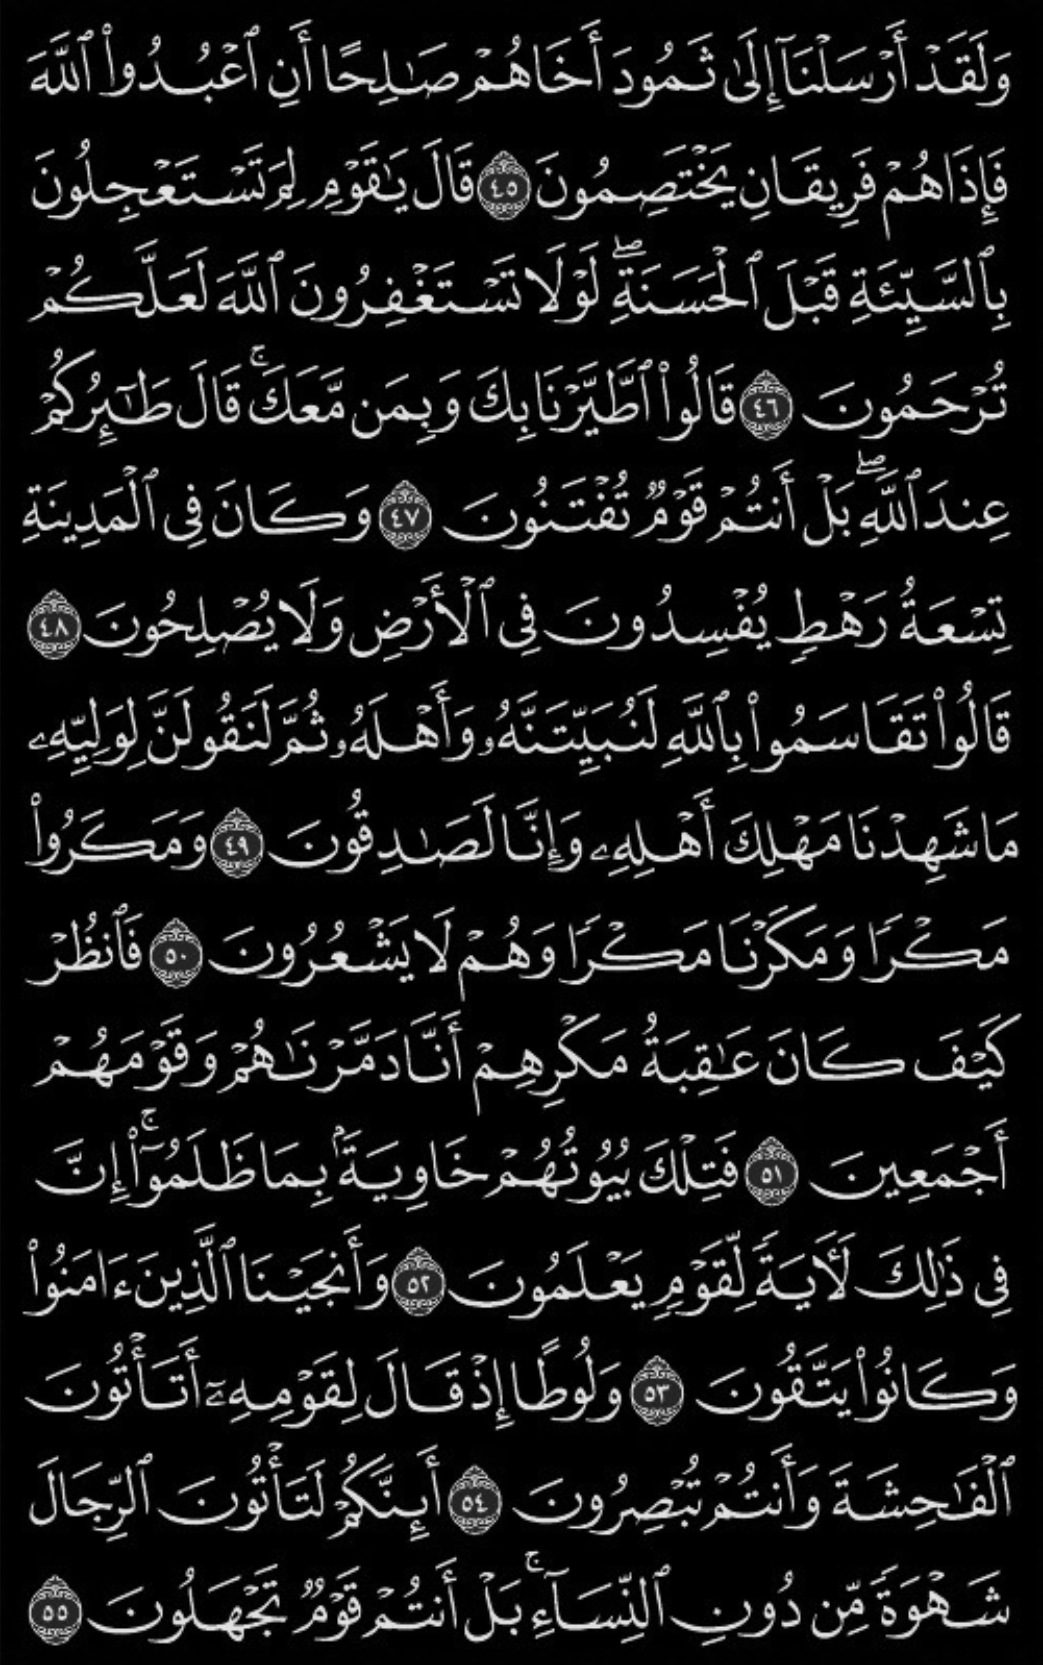 وَلَقَدْ أَرْسَلْنَآ إِلَىٰ ثَمُودَ أَخَاهُمْ صَٰلِحًا أَنِ ٱعْبُدُوا۟ ٱللَّهَ
فَإِذَا هُمْ فَرِيقَانِ يَخْتَصِمُونَ ٤٥ قَالَ يَٰقَوْمِ لِمَ تَسْتَعْجِلُونَ
بِٱلسَّيِّئَةِ قَبْلَ ٱلْحَسَنَةِ ۖ لَوْلَا تَسْتَغْفِرُونَ ٱللَّهَ لَعَلَّكُمْ
تُرْحَمُونَ ٤٦ قَالُوا۟ ٱطَّيَّرْنَا بِكَ وَبِمَن مَّعَكَ ۚ قَالَ طَٰٓئِرُكُمْ
عِندَ ٱللَّهِ ۖ بَلْ أَنتُمْ قَوْمٌ تُفْتَنُونَ ٤٧ وَكَانَ فِى ٱلْمَدِينَةِ
تِسْعَةُ رَهْطٍ يُفْسِدُونَ فِى ٱلْأَرْضِ وَلَا يُصْلِحُونَ ٤٨
قَالُوا۟ تَقَاسَمُوا۟ بِٱللَّهِ لَنُبَيِّتَنَّهُۥ وَأَهْلَهُۥ ثُمَّ لَنَقُولَنَّ لِوَلِيِّهِۦ
مَا شَهِدْنَا مَهْلِكَ أَهْلِهِۦ وَإِنَّا لَصَٰدِقُونَ ٤٩ وَمَكَرُوا۟
مَكْرًا وَمَكَرْنَا مَكْرًا وَهُمْ لَا يَشْعُرُونَ ٥٠ فَٱنظُرْ
كَيْفَ كَانَ عَٰقِبَةُ مَكْرِهِمْ أَنَّا دَمَّرْنَٰهُمْ وَقَوْمَهُمْ
أَجْمَعِينَ ٥١ فَتِلْكَ بُيُوتُهُمْ خَاوِيَةًۢ بِمَا ظَلَمُوٓا۟ ۚ إِنَّ
فِى ذَٰلِكَ لَءَايَةً لِّقَوْمٍ يَعْلَمُونَ ٥٢ وَأَنجَيْنَا ٱلَّذِينَ ءَامَنُوا۟
وَكَانُوا۟ يَتَّقُونَ ٥٣ وَلُوطًا إِذْ قَالَ لِقَوْمِهِۦٓ أَتَأْتُونَ
ٱلْفَٰحِشَةَ وَأَنتُمْ تُبْصِرُونَ ٥٤ أَئِنَّكُمْ لَتَأْتُونَ ٱلرِّجَالَ
شَهْوَةً مِّن دُونِ ٱلنِّسَآءِ ۚ بَلْ أَنتُمْ قَوْمٌ تَجْهَلُونَ ٥٥